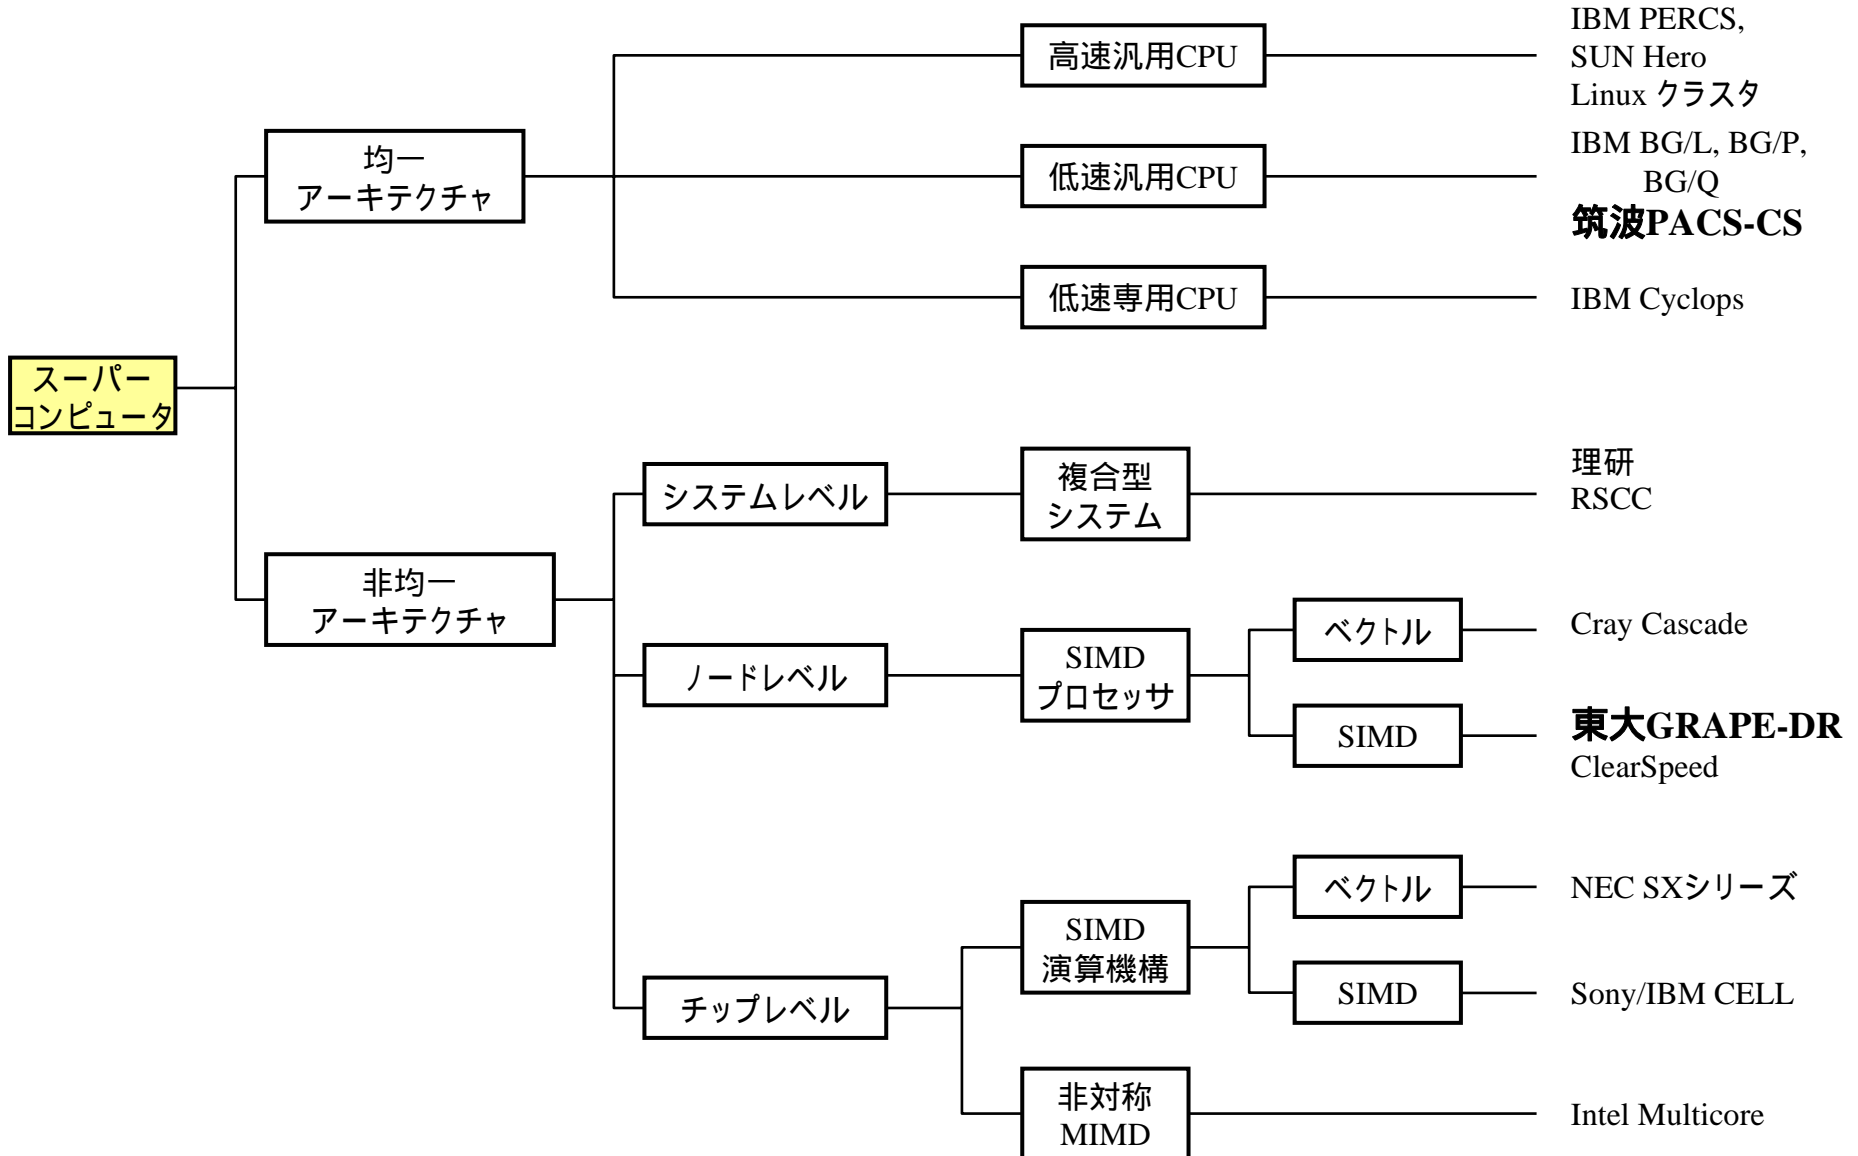 スーパー
コンピュータ
均一
アーキテクチャ
高速汎用CPU
IBM PERCS,
SUN Hero
Linux クラスタ
低速汎用CPU
IBM BG/L, BG/P,
BG/Q
筑波PACS-CS
低速専用CPU
IBM Cyclops
非均一
アーキテクチャ
システムレベル
複合型
システム
理研
RSCC
ノードレベル
SIMD
プロセッサ
ベクトル
Cray Cascade
SIMD
東大GRAPE-DR
ClearSpeed
チップレベル
SIMD
演算機構
ベクトル
NEC SXシリーズ
SIMD
Sony/IBM CELL
非対称
MIMD
Intel Multicore